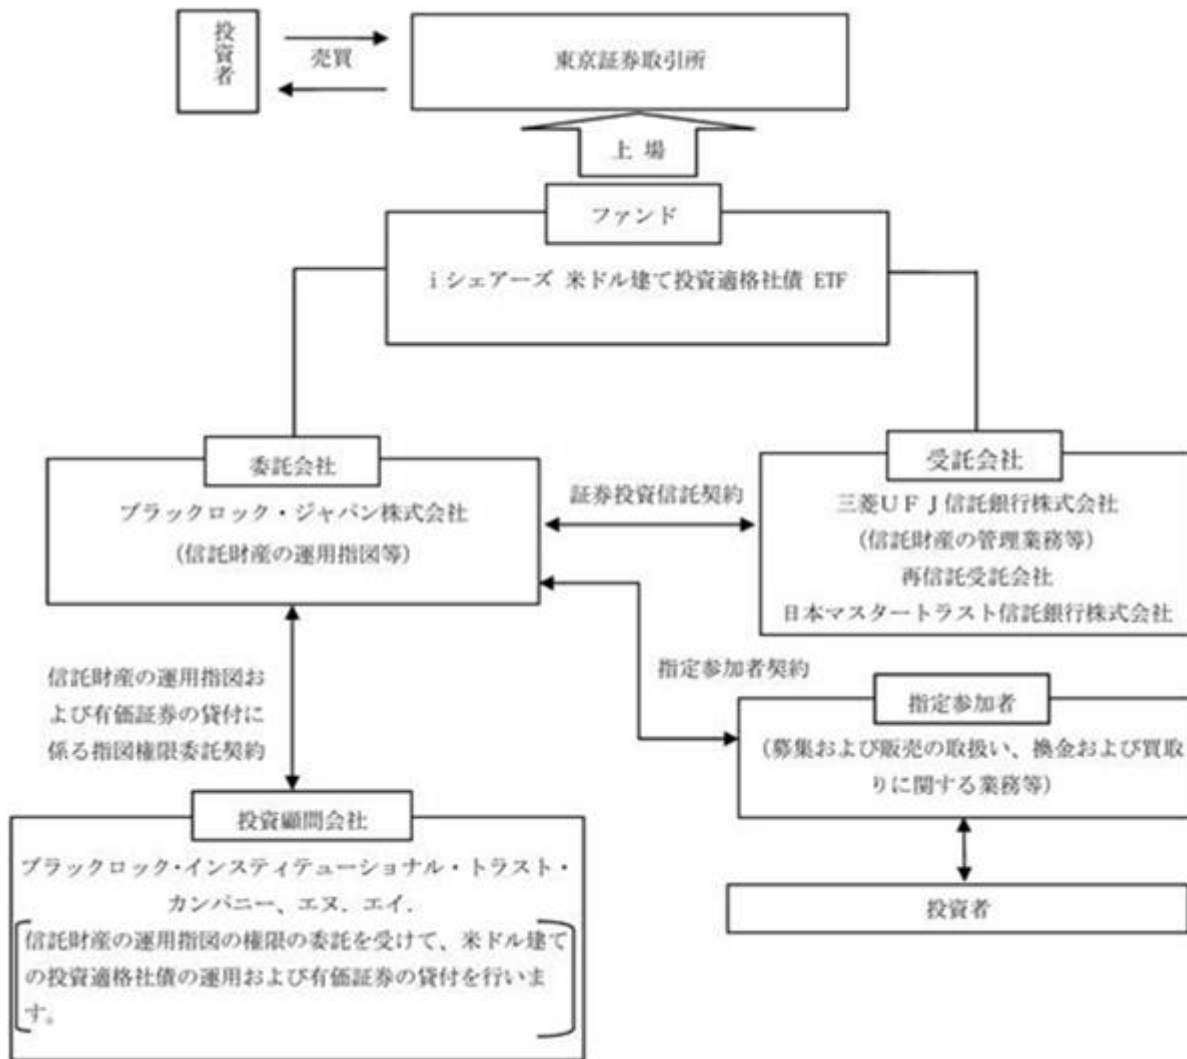 投資者
売買
東京証券取引所
上 場
ファンド
i シェアーズ 米ドル建て投資適格社債 ETF
委託会社
ブラックロック・ジャパン株式会社
(信託財産の運用指図等)
証券投資信託契約
受託会社
三菱UFJ信託銀行株式会社
(信託財産の管理業務等)
再信託受託会社
日本マスタートラスト信託銀行株式会社
信託財産の運用指図お
よび有価証券の貸付に
係る指図権限委託契約
指定参加者契約
指定参加者
(募集および販売の取扱い、換金および買取
りに関する業務等)
投資者
投資顧問会社
ブラックロック・インスティテューショナル・トラスト・
カンパニー、エヌ．エイ．
信託財産の運用指図の権限の委託を受けて、米ドル建て
の投資適格社債の運用および有価証券の貸付を行いま
す。